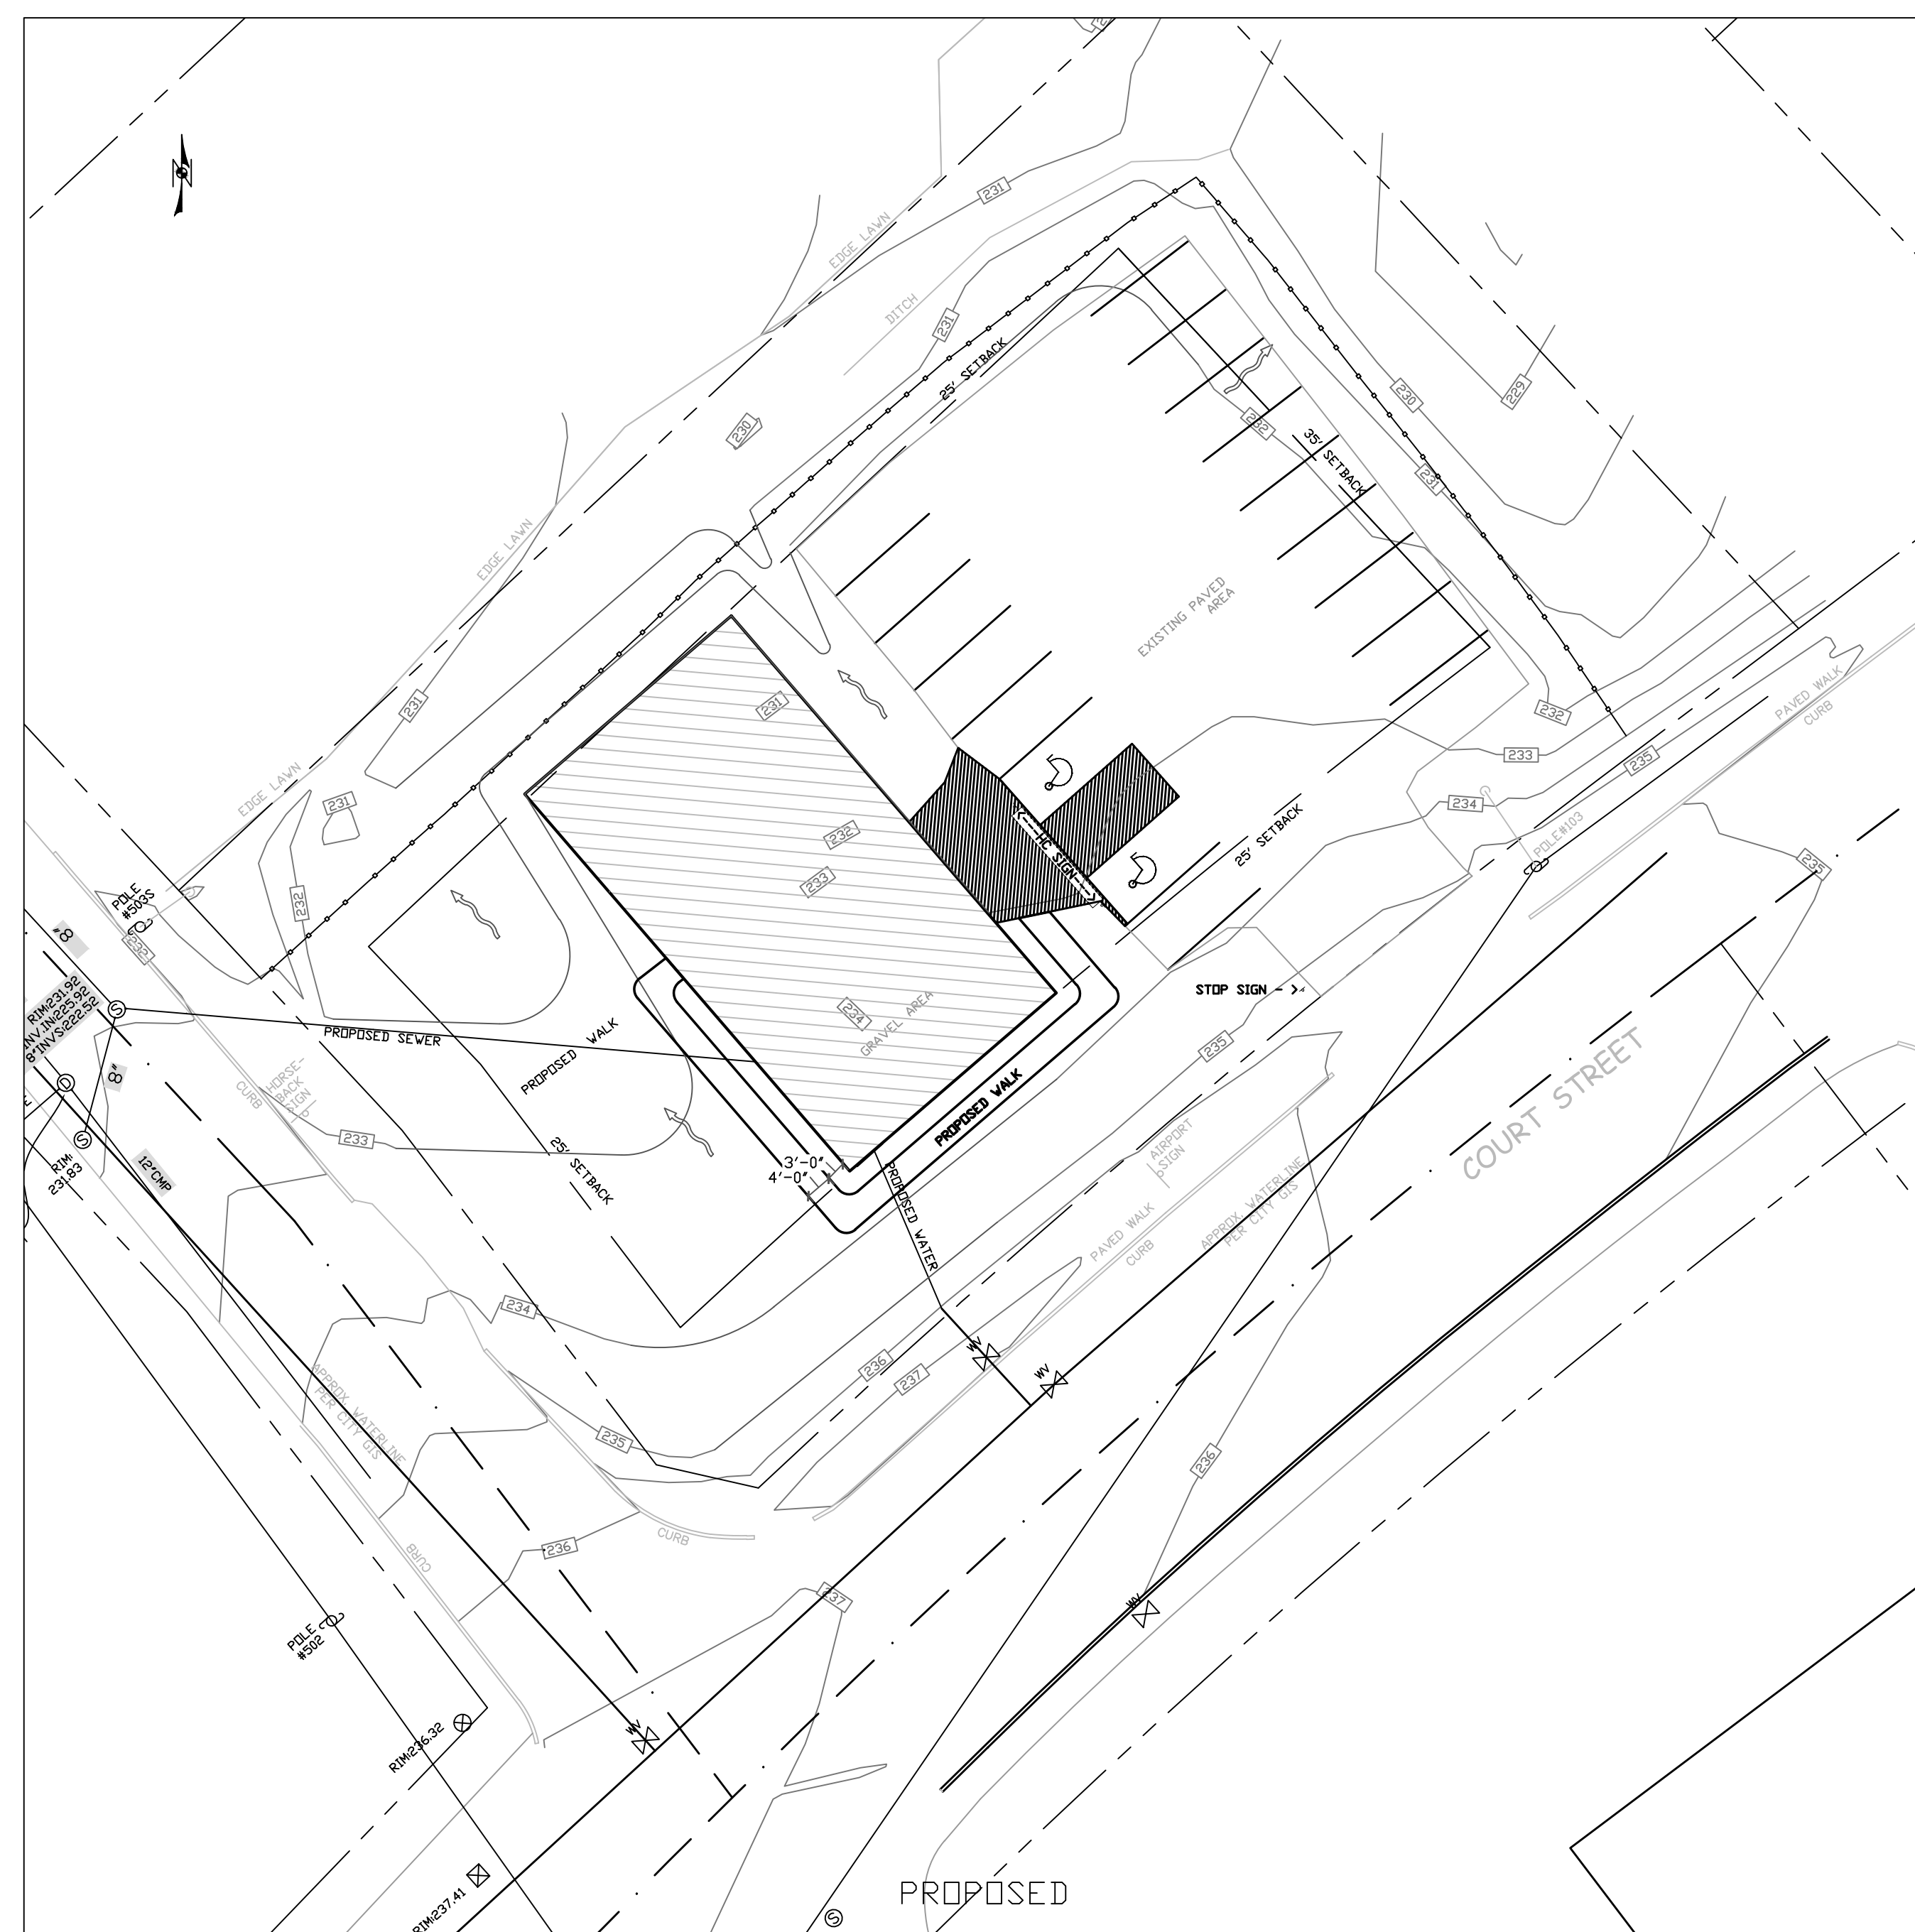 N
231
EDGE LAWN
DITCH
231
25' SETBACK
230
229
230
232
35' SETBACK
231
EDGE LAWN
EXISTING PAVED
AREA
231
231
232
233
PAVED WALK
CURB
235
EDGE LAWN
231
234
HC SIGN
25' SETBACK
POLE#103
235
232
233
POLE
#503S
232
232
8"
RIM:231.92
INV.IN:225.92
8"INVS:222.52
PROPOSED SEWER
PROPOSED WALK
234
GRAVEL AREA
STOP SIGN -
235
COURT STREET
8"
CURB
HORSE-
BACK
SIGN
233
25' SETBACK
PROPOSED WALK
3'-0"
4'-0"
PROPOSED WATER
AIRPORT
SIGN
RIM:
231.83
12"CMP
PAVED WALK
CURB
APPROX. WATERLINE
PER CITY GIS
234
236
237
WV
WV
APPROX. WATERLINE
PER CITY GIS
235
236
CURB
236
CURB
237
WV
POLE
#502
WV
RIM:236.32
RIM:237.41
PROPOSED
S
S
D
S